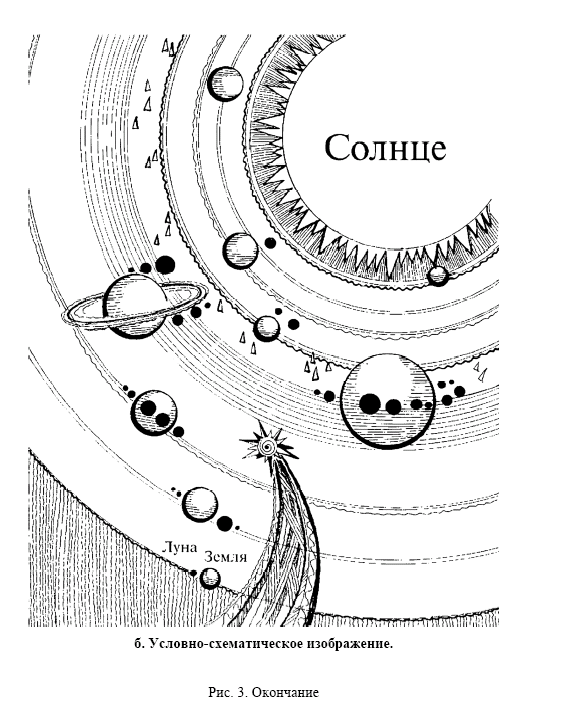 Солнце
Луна
Земля
б. Условно-схематическое изображение.
Рис. 3. Окончание